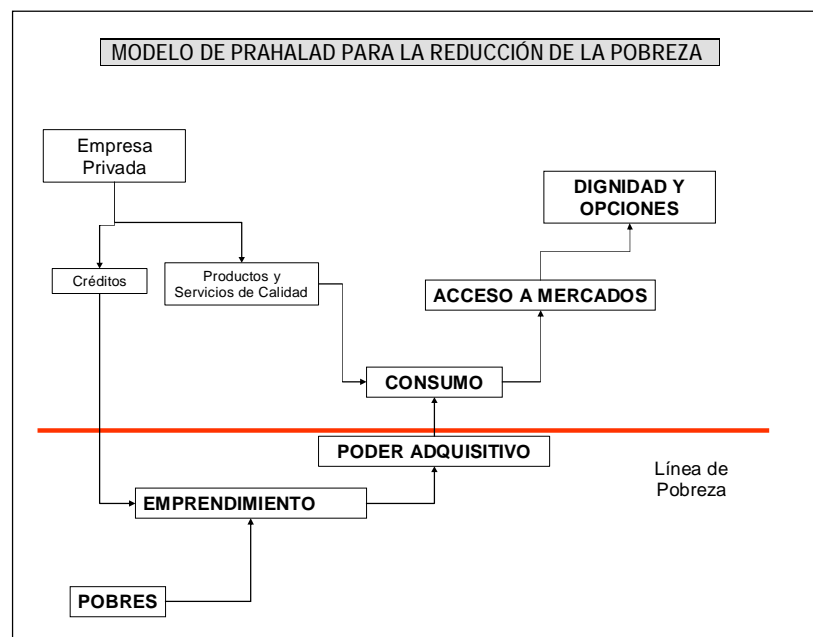 MODELO DE PRAHALAD PARA LA REDUCCIÓN DE LA POBREZA
Empresa
Privada
DIGNIDAD Y
OPCIONES
Créditos
Productos y
Servicios de Calidad
ACCESO A MERCADOS
CONSUMO
PODER ADQUISITIVO
Línea de
Pobreza
EMPRENDIMIENTO
POBRES